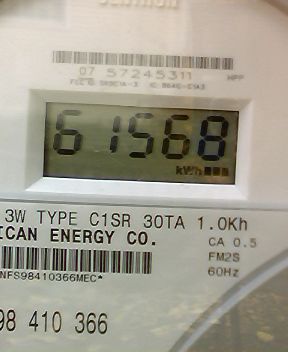 07 57245311
61568
kWh
3W TYPE C1SR 30TA 1.0Kh
ICAN ENERGY CO.
CA 0.5
FM2S
60Hz
NFS98410366MEC*
98 410 366